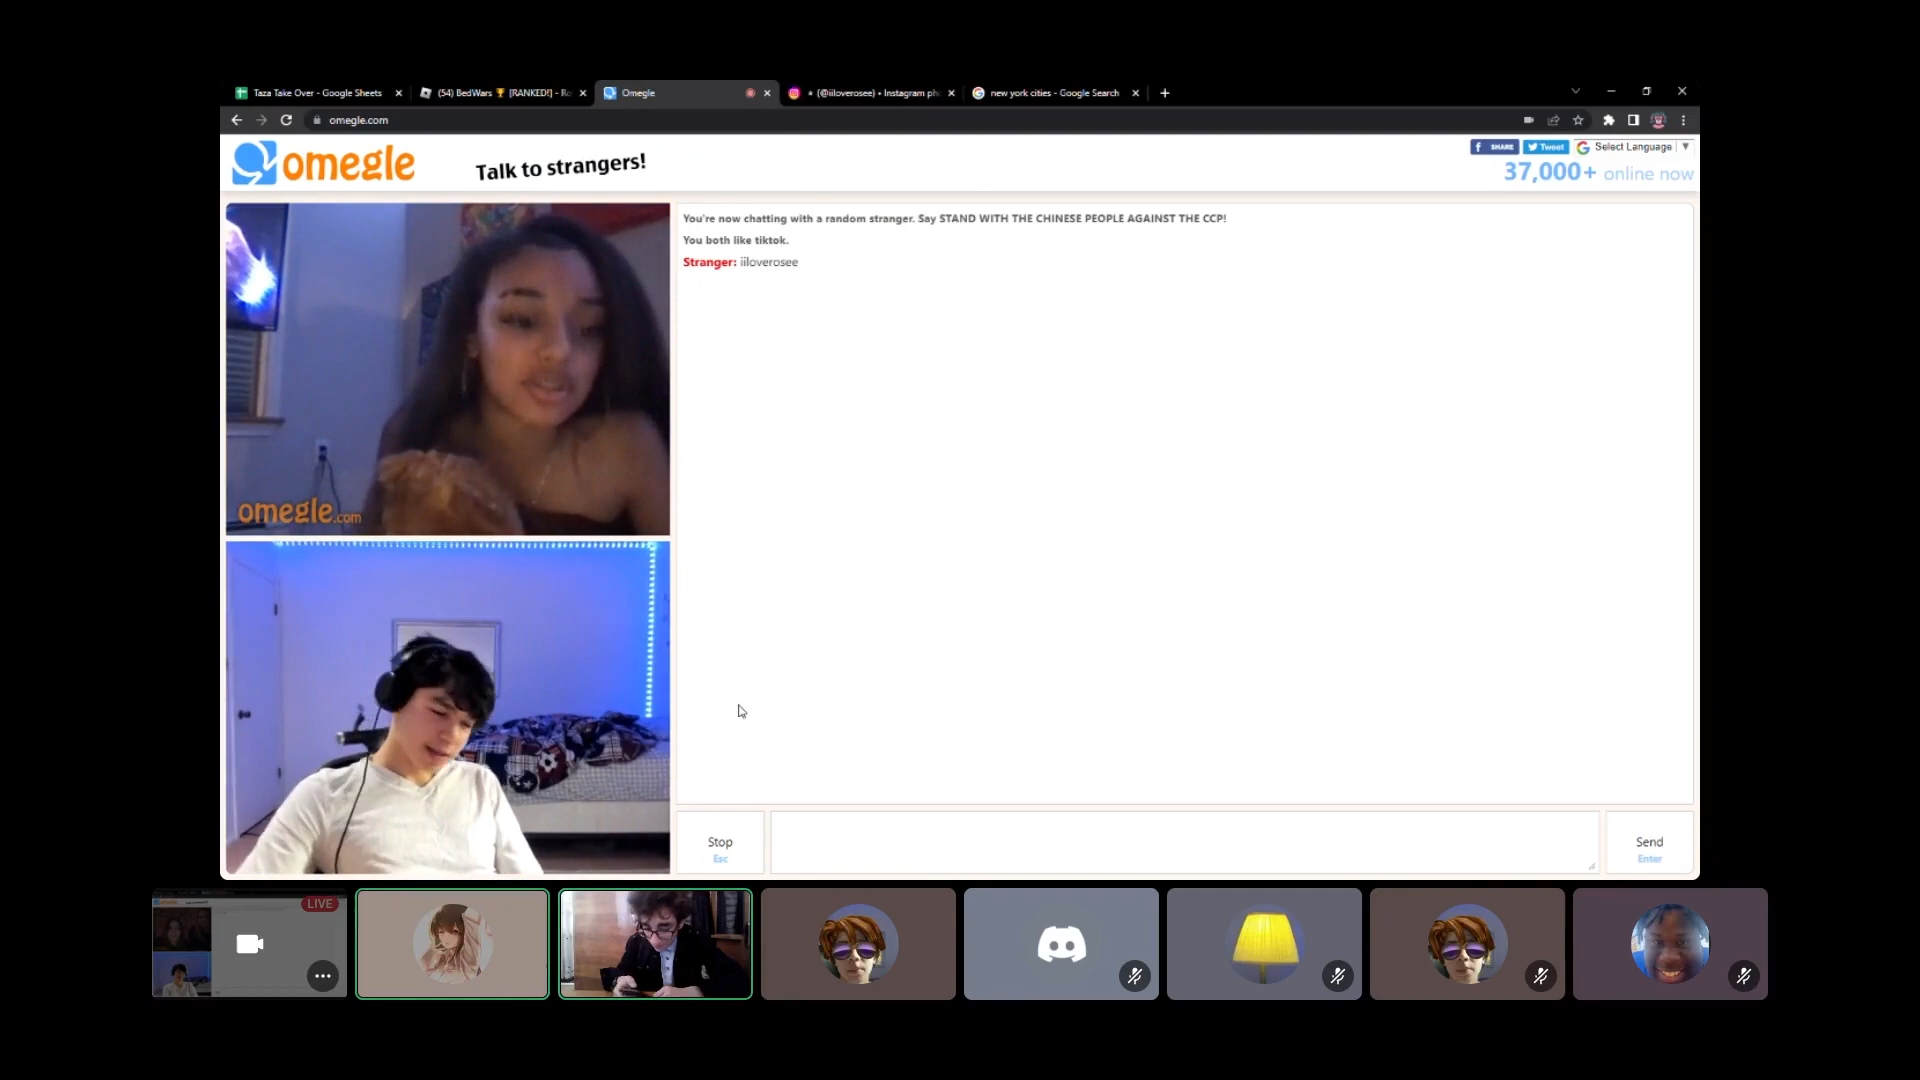 Taza Take Over - Google Sheets
(54) BedWars 🏆 [RANKED!] - Ro
Omegle
(@iiloverosee) • Instagram ph
new york cities - Google Search
omegle.com
omegle
Talk to strangers!
SHARE
Tweet
Select Language
37,000+ online now
You're now chatting with a random stranger. Say STAND WITH THE CHINESE PEOPLE AGAINST THE CCP!
You both like tiktok.
Stranger: iiloverosee
omegle.com
Stop
Esc
Send
Enter
LIVE